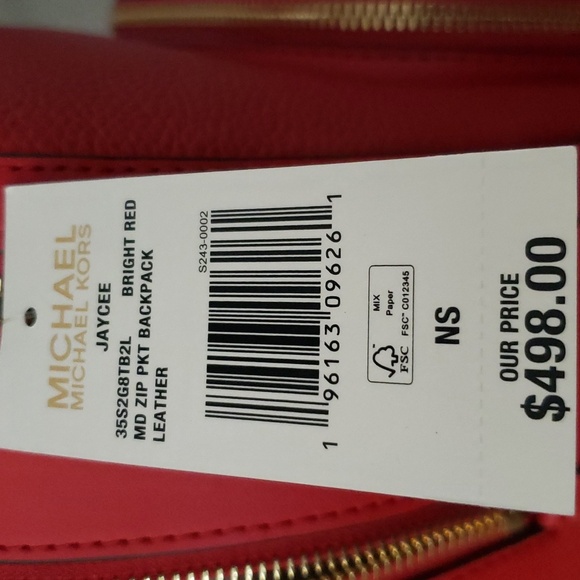 MICHAEL
MICHAEL KORS
JAYCEE
35S2G8TB2L BRIGHT RED
MD ZIP PKT BACKPACK
LEATHER
S243-0002
1 96163 09626 1
FSC
MIX
Paper
FSC™ C012345
NS
OUR PRICE
$498.00